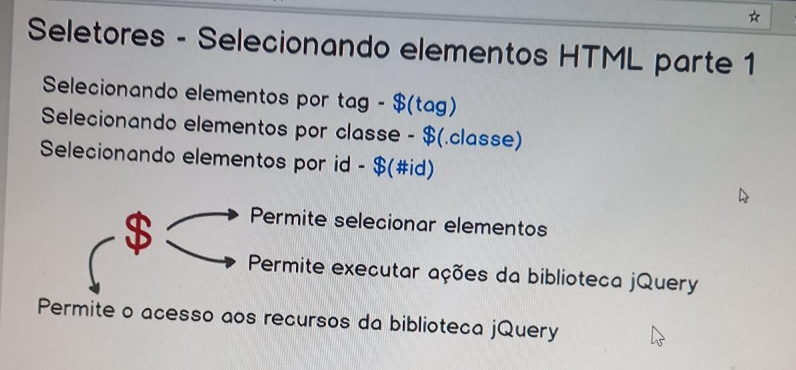 Seletores - Selecionando elementos HTML parte 1
Selecionando elementos por tag - $(tag)
Selecionando elementos por classe - $(.classe)
Selecionando elementos por id - $(#id)
$
Permite selecionar elementos
Permite executar ações da biblioteca jQuery
Permite o acesso aos recursos da biblioteca jQuery